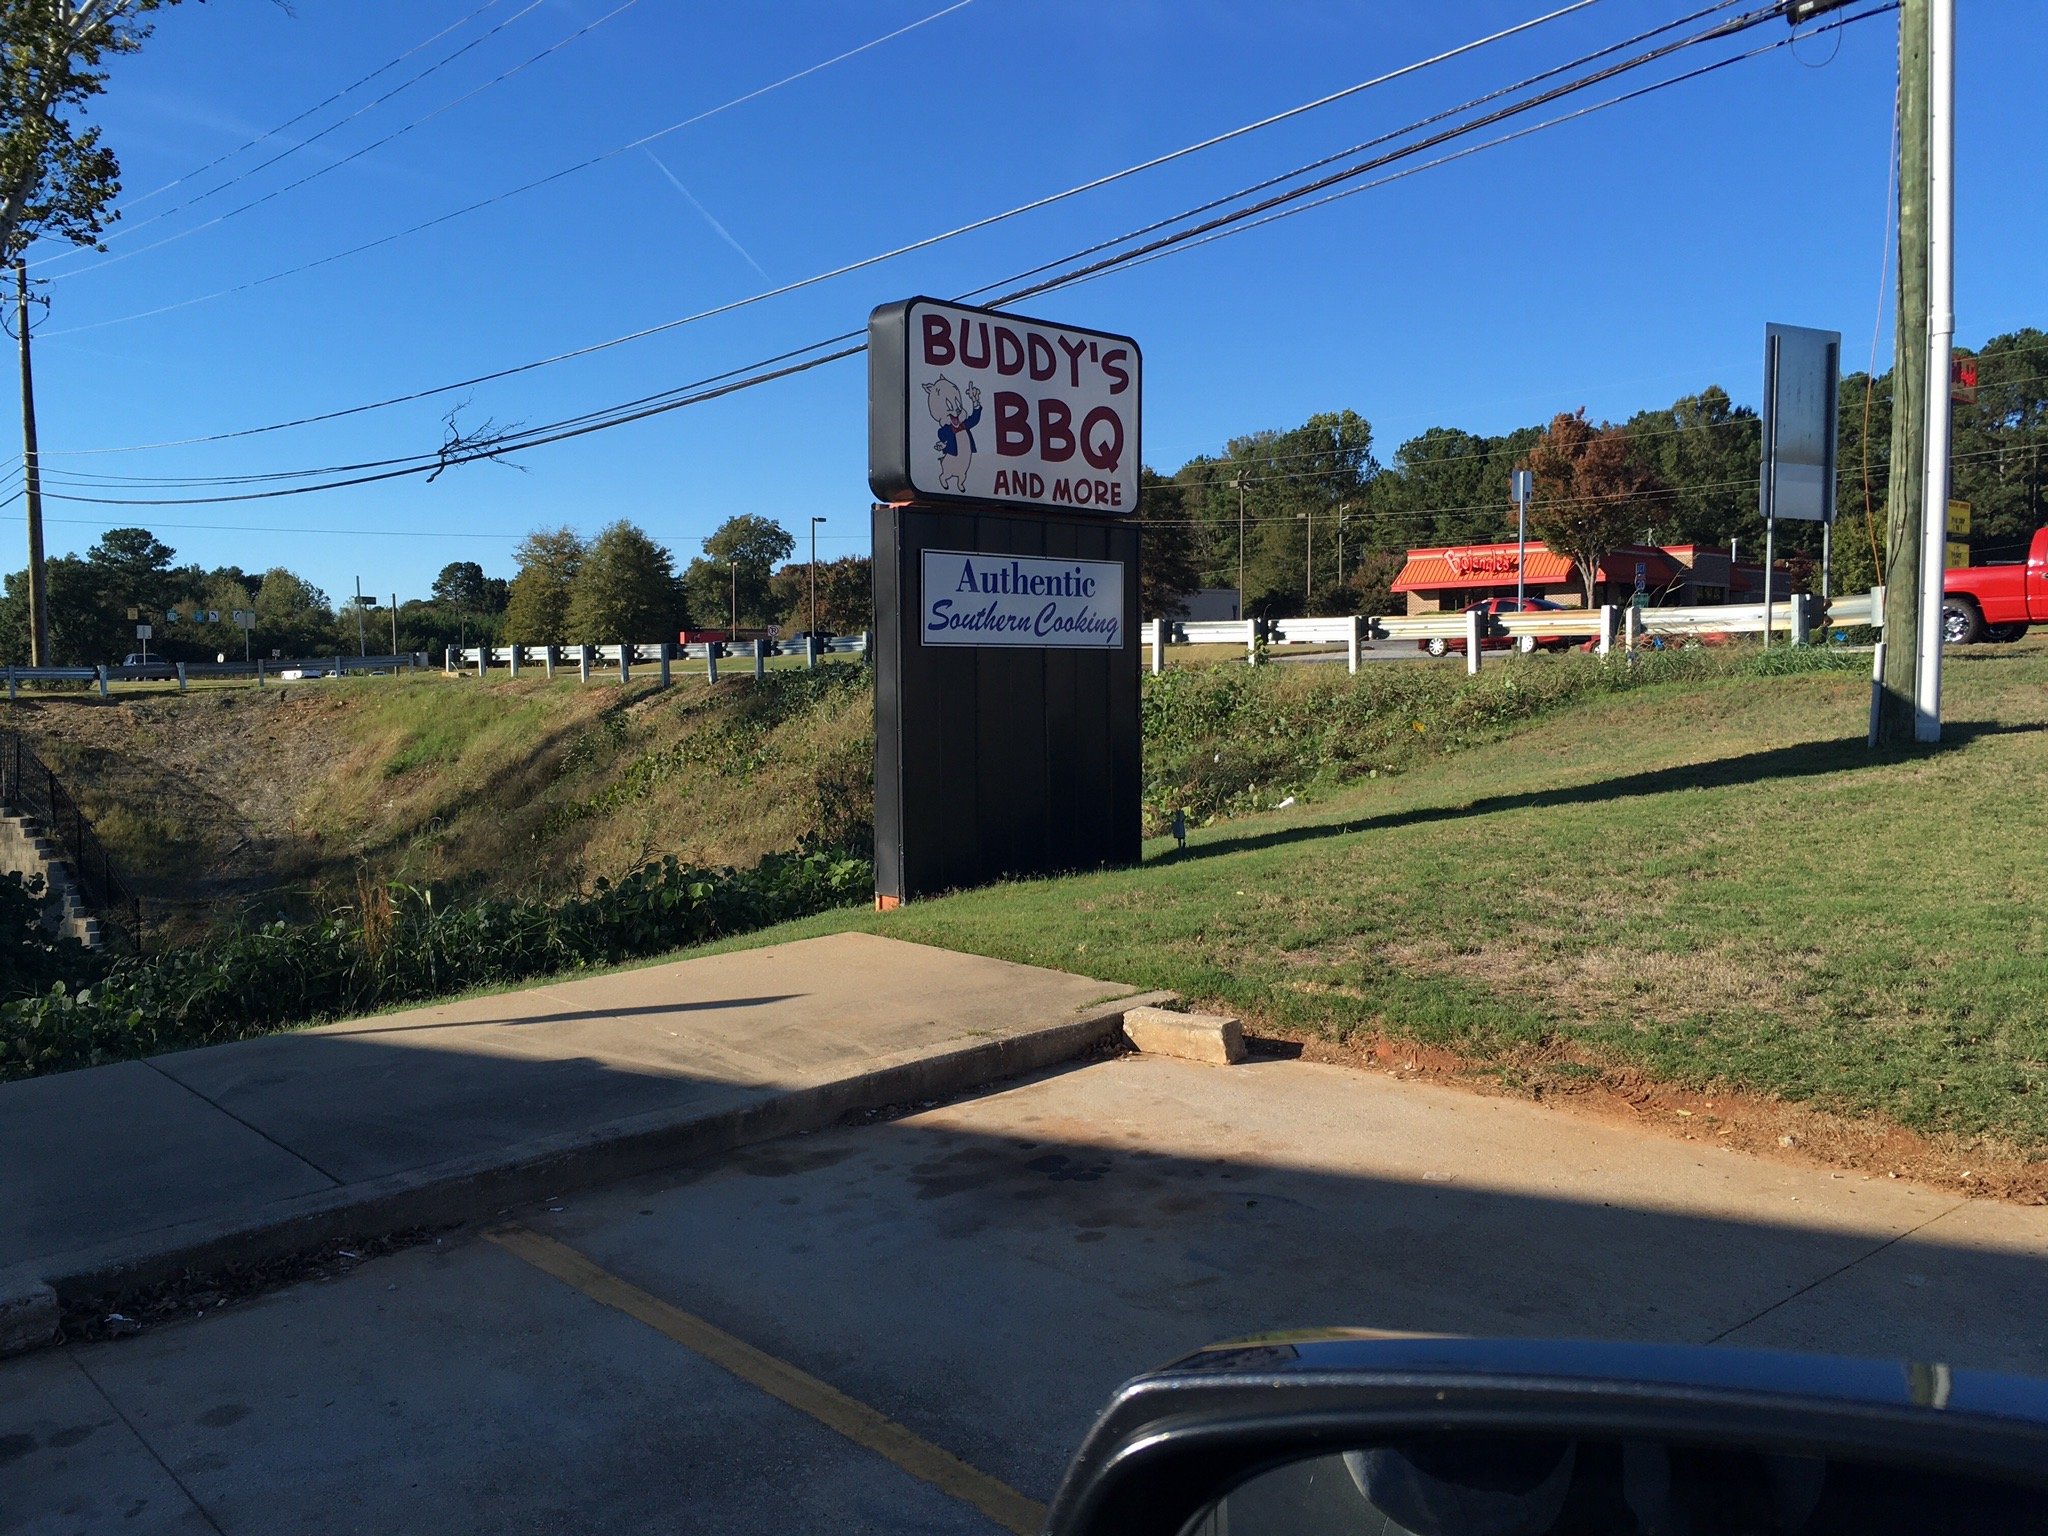 BUDDY'S
BBQ
AND MORE
Authentic
Southern Cooking
Bojangles'